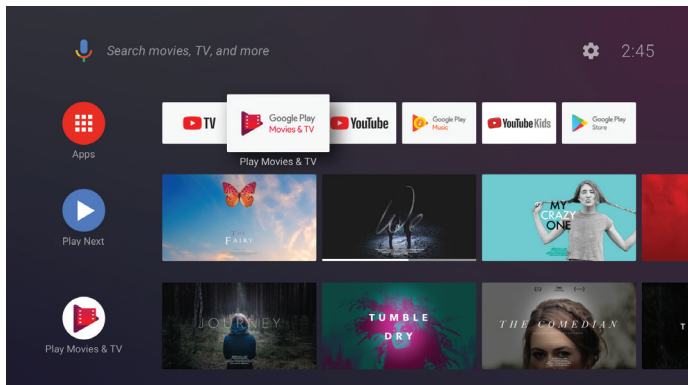 Search movies, TV, and more
2:45
TV
Google Play
Movies & TV
YouTube
Google Play
Music
YouTube Kids
Google Play
Store
Apps
Play Movies & TV
THE
FAIRY
We
MY
CRAZY
ONE
Play Next
JOURNEY
TUMBLE
DRY
THE COMEDIAN
T
Play Movies & TV